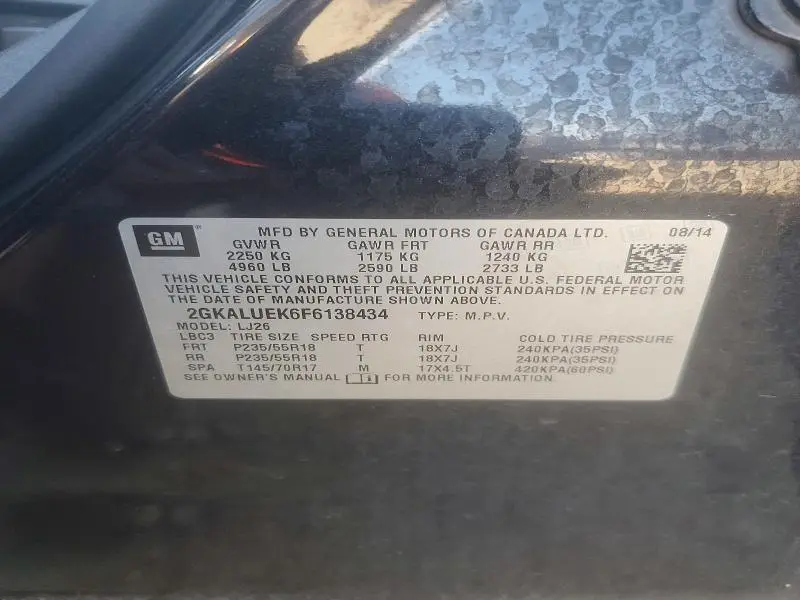 GM MFD BY GENERAL MOTORS OF CANADA LTD. 08/14
GVWR GAWR FRT GAWR RR
2250 KG 1175 KG 1240 KG
4960 LB 2590 LB 2733 LB
THIS VEHICLE CONFORMS TO ALL APPLICABLE U.S. FEDERAL MOTOR
VEHICLE SAFETY AND THEFT PREVENTION STANDARDS IN EFFECT ON
THE DATE OF MANUFACTURE SHOWN ABOVE.
2GKALUEK6F6138434 TYPE: M.P.V.
MODEL: LJ26
LBC3 TIRE SIZE SPEED RTG RIM COLD TIRE PRESSURE
FRT P235/55R18 T 18X7J 240KPA(35PSI)
RR P235/55R18 T 18X7J 240KPA(35PSI)
SPA T145/70R17 M 17X4.5T 420KPA(60PSI)
SEE OWNER'S MANUAL FOR MORE INFORMATION.